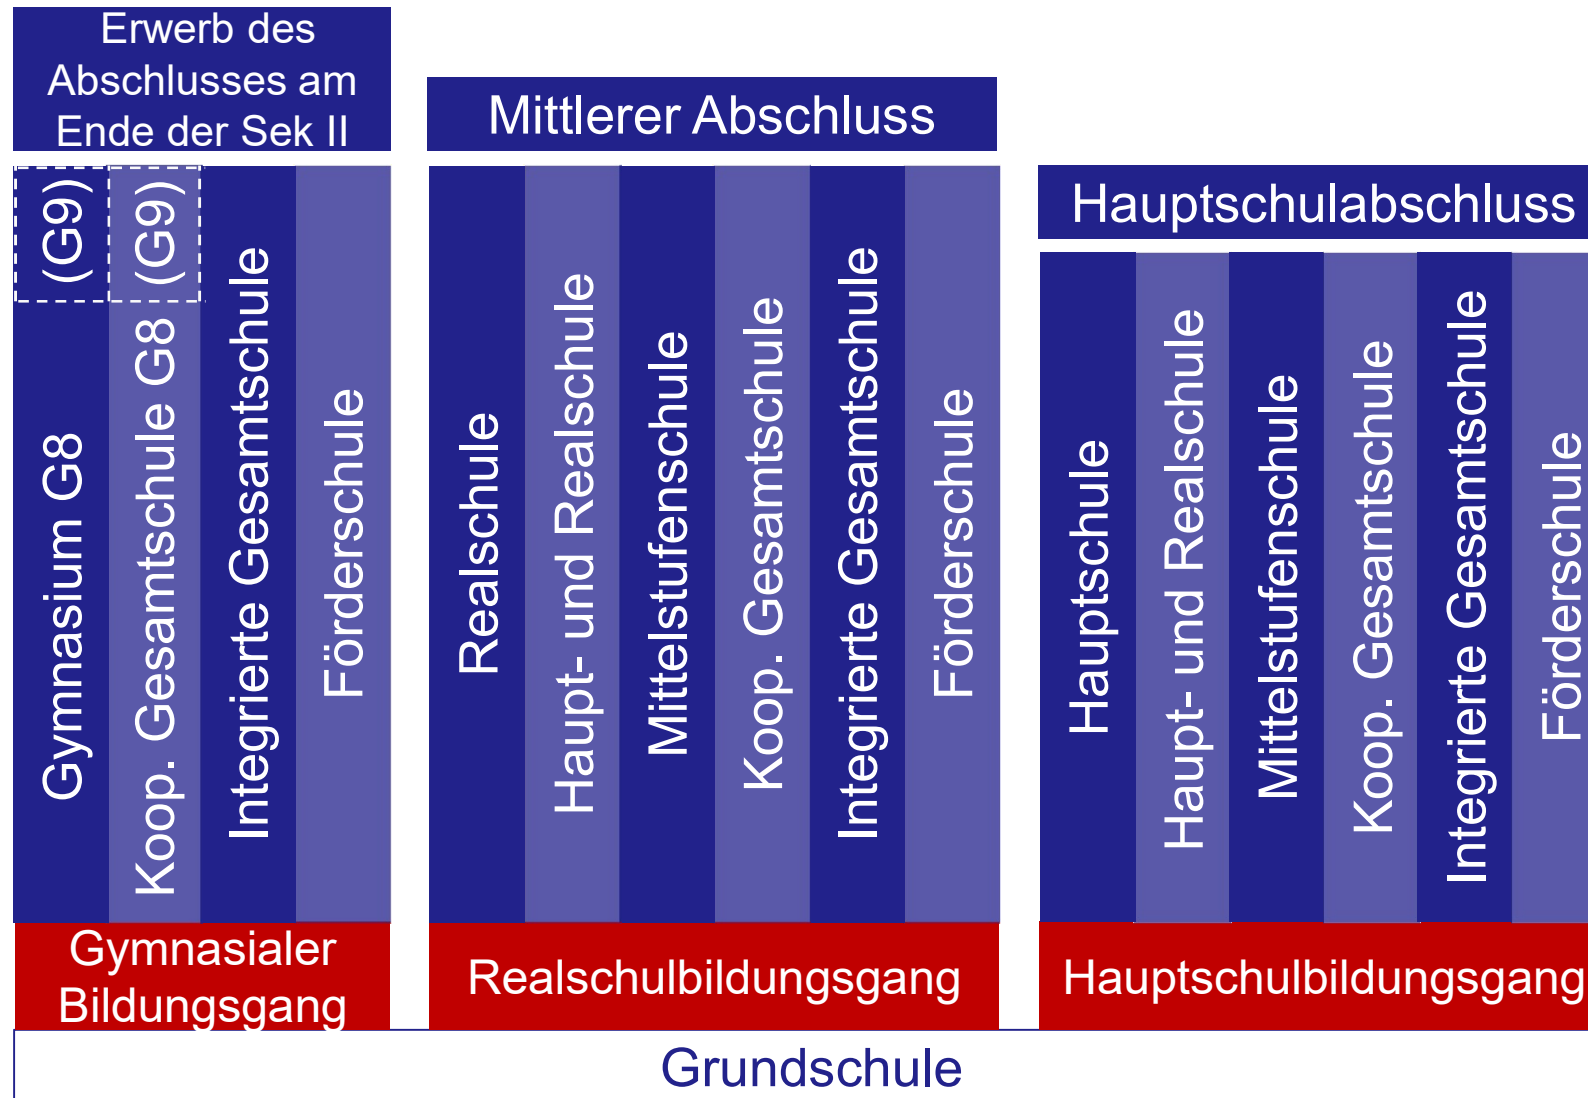 Erwerb des
Abschlusses am
Ende der Sek II
Mittlerer Abschluss
Hauptschulabschluss
Gymnasium G8 (G9)
Koop. Gesamtschule G8 (G9)
Integrierte Gesamtschule
Förderschule
Realschule
Haupt- und Realschule
Mittelstufenschule
Koop. Gesamtschule
Integrierte Gesamtschule
Förderschule
Hauptschule
Haupt- und Realschule
Mittelstufenschule
Koop. Gesamtschule
Integrierte Gesamtschule
Förderschule
Gymnasialer
Bildungsgang
Realschulbildungsgang
Hauptschulbildungsgang
Grundschule